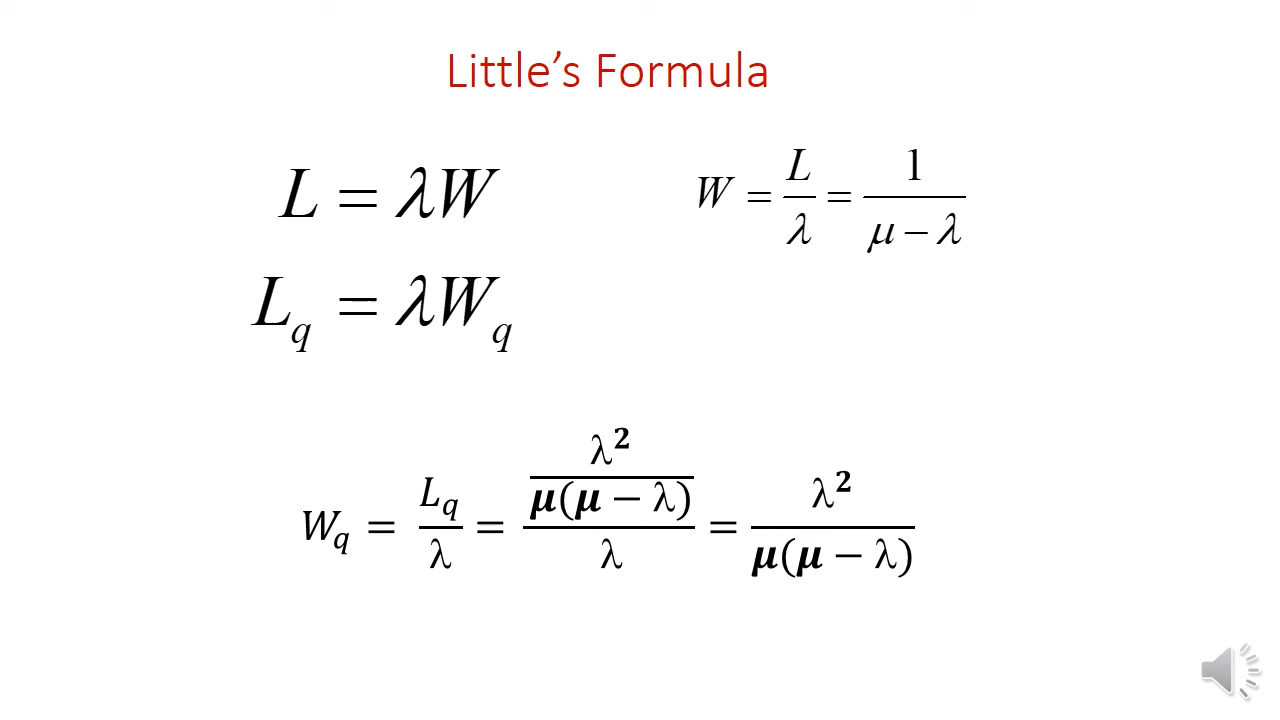 Little's Formula
L = λW
W = L/λ = 1/(μ − λ)
L_q = λW_q
W_q = L_q/λ = (λ²/(μ(μ − λ)))/λ = λ²/(μ(μ − λ))